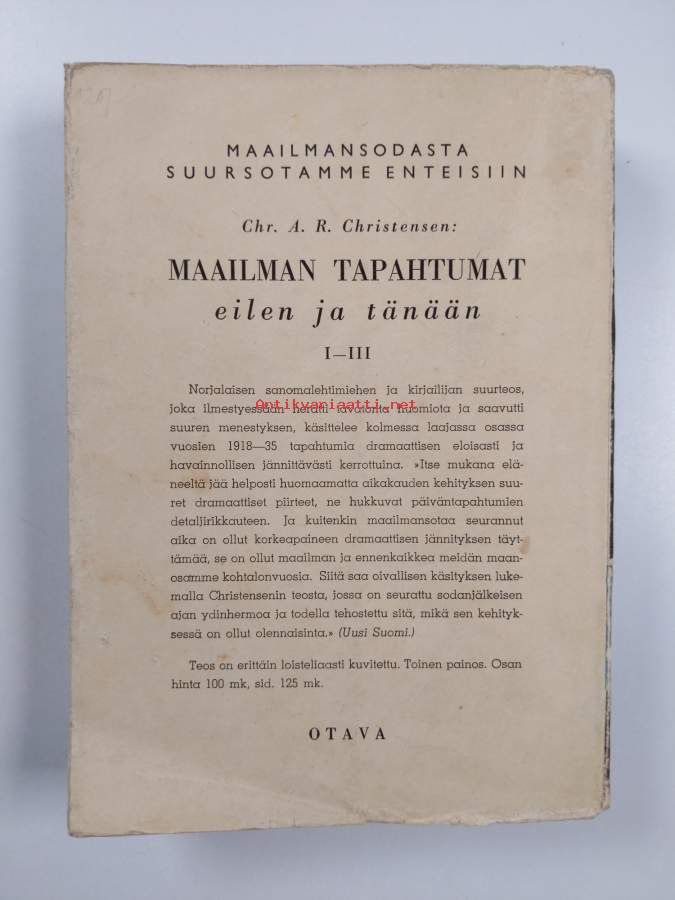 MAAILMANSODASTA
SUURSOTAMME ENTEISIIN
Chr. A. R. Christensen:
MAAILMAN TAPAHTUMAT
eilen ja tänään
I—III
Norjalaisen sanomalehtimiehen ja kirjailijan suurteos,
Antikvariaatti.net
joka ilmestyessään herätti tavatonta huomiota ja saavutti
suuren menestyksen, käsittelee kolmessa laajassa osassa
vuosien 1918—35 tapahtumia dramaattisen eloisasti ja
havainnollisen jännittävästi kerrottuina. »Itse mukana elä-
neeltä jää helposti huomaamatta aikakauden kehityksen suu-
ret dramaattiset piirteet, ne hukkuvat päiväntapahtumien
detaljirikkauteen. Ja kuitenkin maailmansotaa seurannut
aika on ollut korkeapaineen dramaattisen jännityksen täyt-
tämää, se on ollut maailman ja ennenkaikkea meidän maan-
osamme kohtalonvuosia. Siitä saa oivallisen käsityksen luke-
malla Christensenin teosta, jossa on seurattu sodanjälkeisen
ajan ydinhermoa ja todella tehostettu sitä, mikä sen kehityk-
sessä on ollut olennaisinta.» (Uusi Suomi.)
Teos on erittäin loisteliaasti kuvitettu. Toinen painos. Osan
hinta 100 mk, sid. 125 mk.
OTAVA